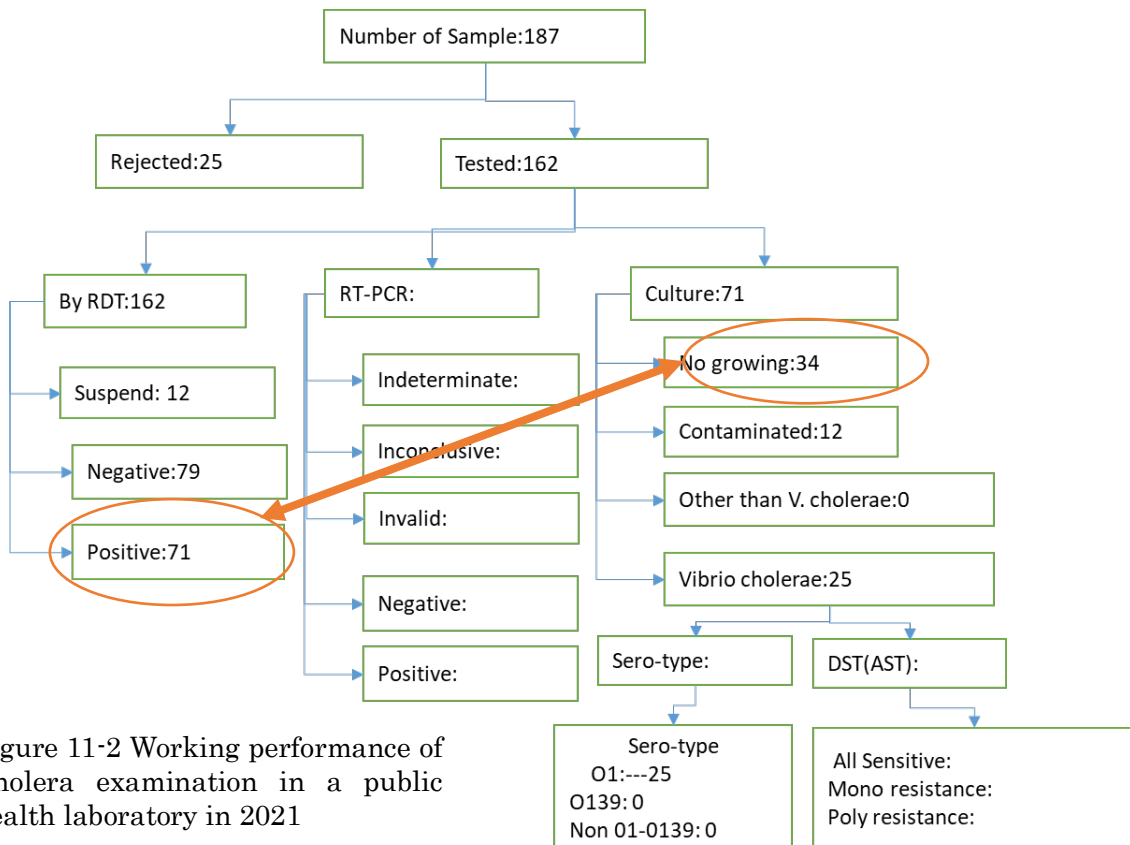 Number of Sample:187
Rejected:25
Tested:162
By RDT:162
Suspend: 12
Negative:79
Positive:71
RT-PCR:
Indeterminate:
Inconclusive:
Invalid:
Negative:
Positive:
Culture:71
No growing:34
Contaminated:12
Other than V. cholerae:0
Vibrio cholerae:25
Sero-type:
DST(AST):
Sero-type
O1:---25
O139: 0
Non 01-0139: 0
All Sensitive:
Mono resistance:
Poly resistance:
igure 11-2 Working performance of
holera examination in a public
ealth laboratory in 2021